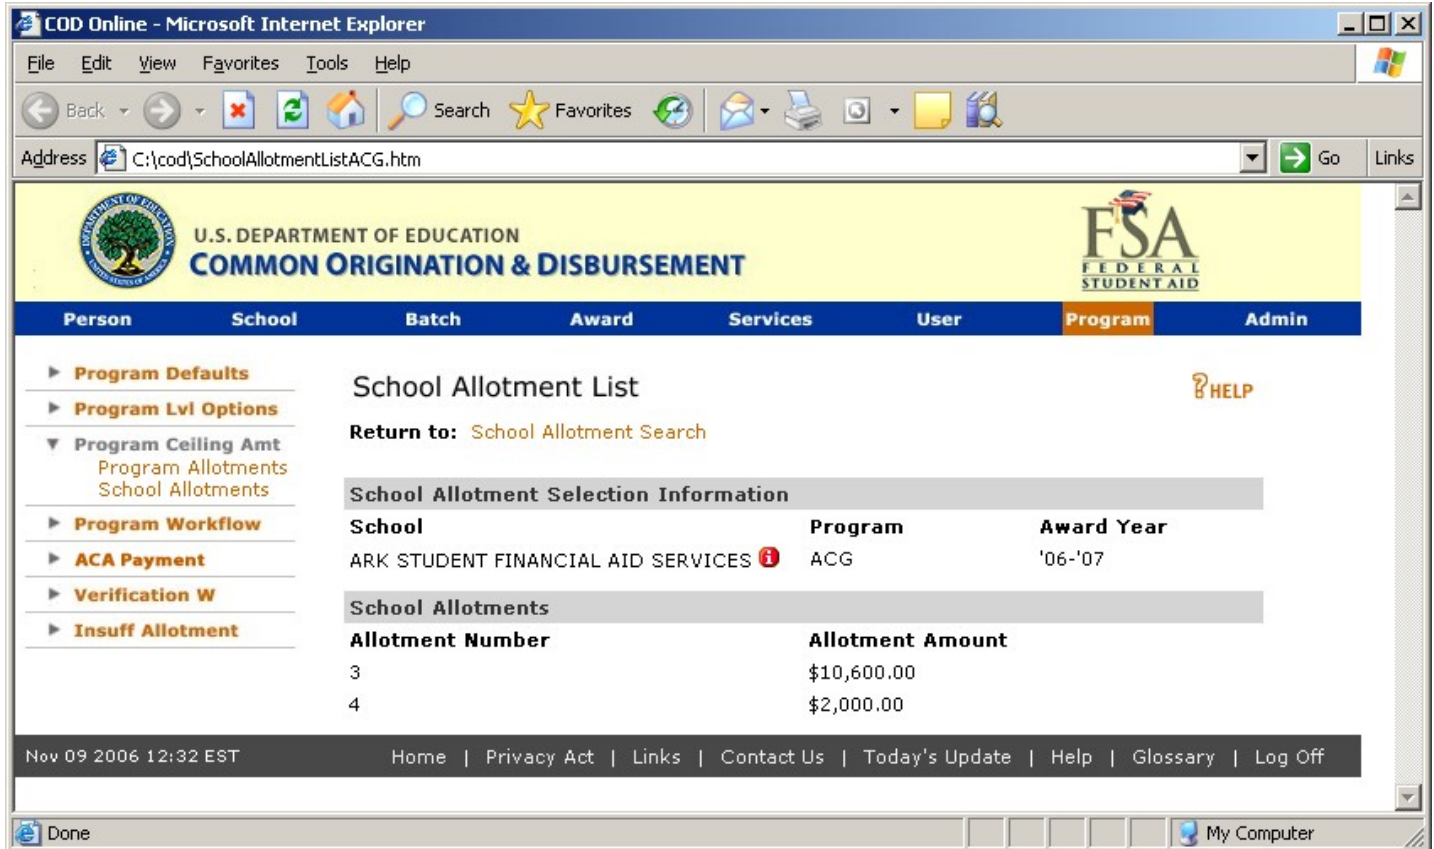 COD Online - Microsoft Internet Explorer
File Edit View Favorites Tools Help
Back Search Favorites
Address C:\cod\SchoolAllotmentListACG.htm Go Links
U.S. DEPARTMENT OF EDUCATION
COMMON ORIGINATION & DISBURSEMENT
FSA
FEDERAL
STUDENT AID
Person School Batch Award Services User Program Admin
Program Defaults
Program Lvl Options
Program Ceiling Amt
Program Allotments
School Allotments
Program Workflow
ACA Payment
Verification W
Insuff Allotment
School Allotment List
HELP
Return to: School Allotment Search
School Allotment Selection Information
School Program Award Year
ARK STUDENT FINANCIAL AID SERVICES ACG '06-'07
School Allotments
Allotment Number Allotment Amount
3 $10,600.00
4 $2,000.00
Nov 09 2006 12:32 EST Home | Privacy Act | Links | Contact Us | Today's Update | Help | Glossary | Log Off
Done My Computer